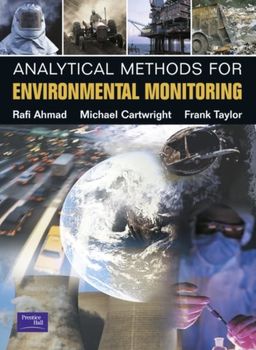 ANALYTICAL METHODS FOR
ENVIRONMENTAL MONITORING
Rafi Ahmad Michael Cartwright Frank Taylor
Prentice
Hall